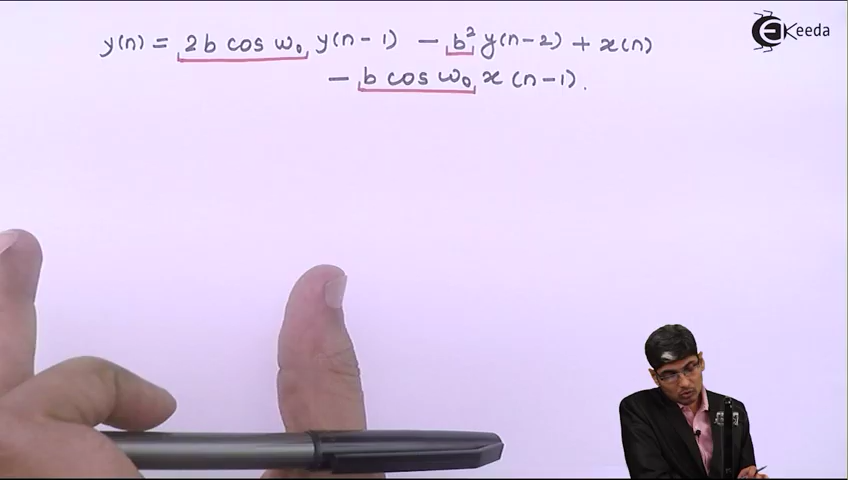 y(n) = 2b cos ω₀ y(n-1) - b² y(n-2) + x(n)
- b cos ω₀ x(n-1).
Ekeeda